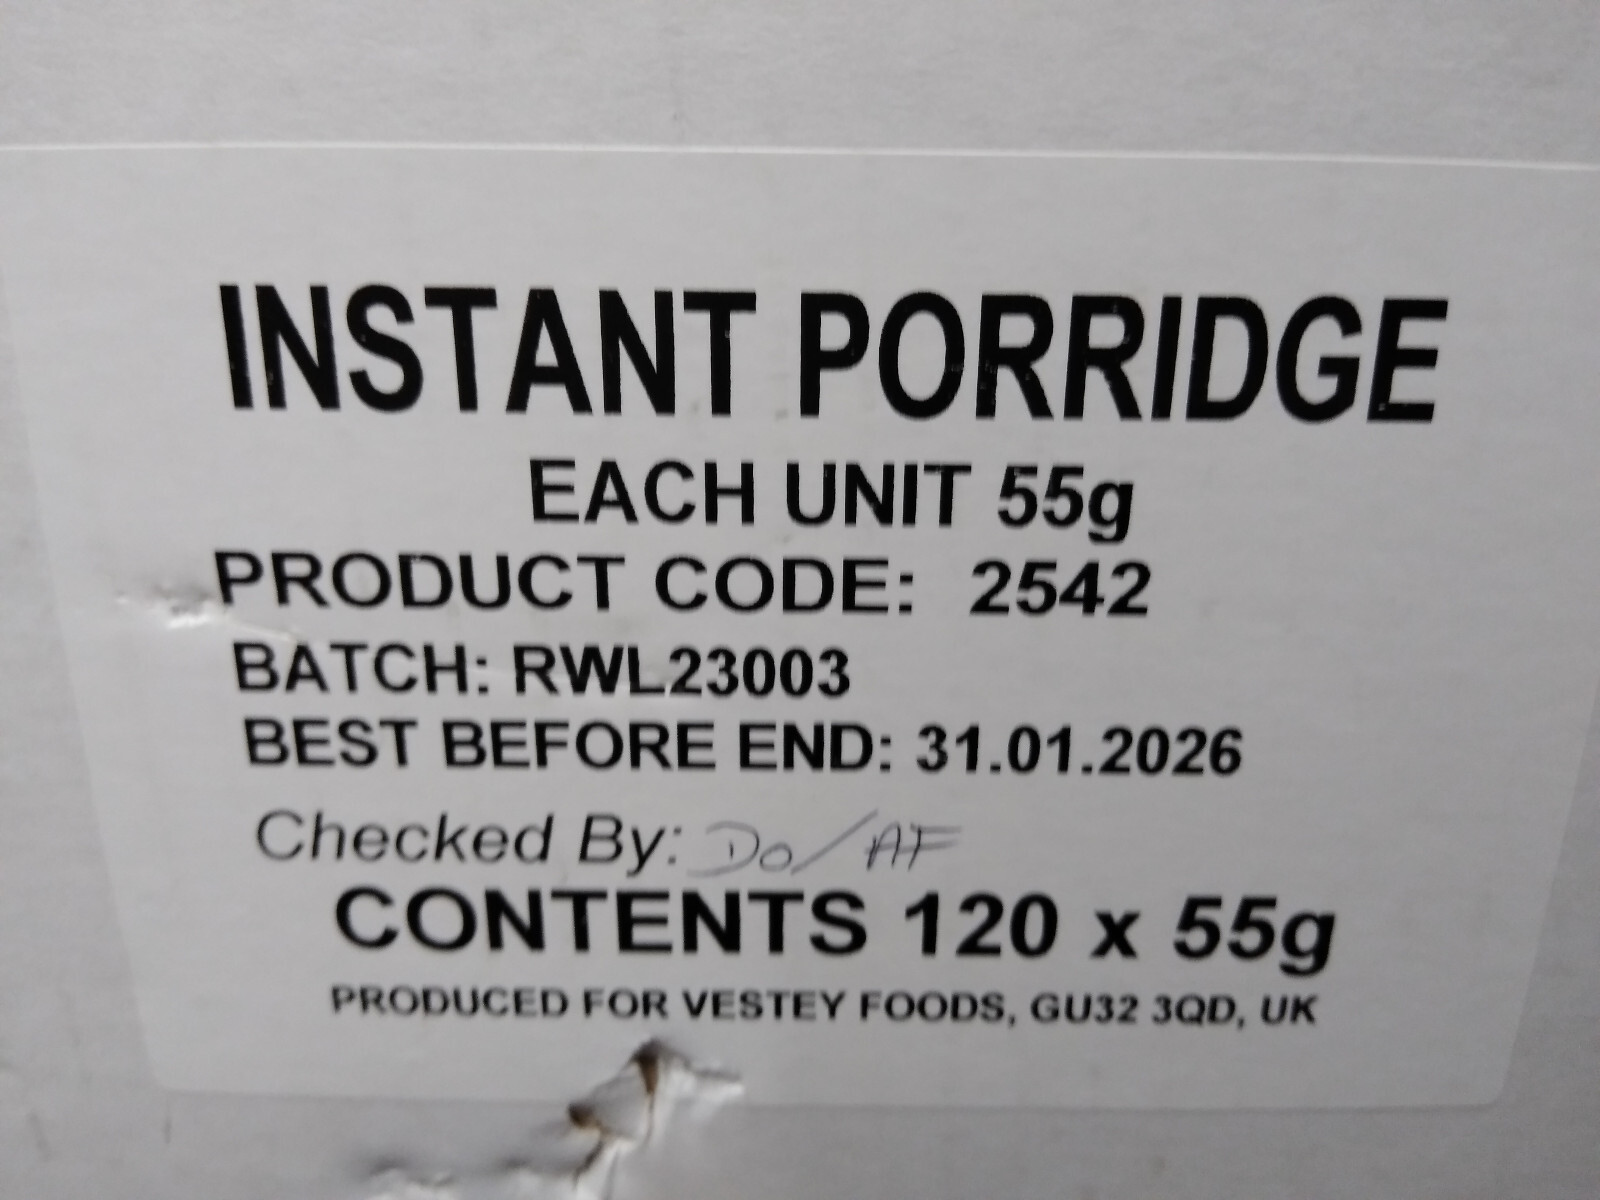 INSTANT PORRIDGE
EACH UNIT 55g
PRODUCT CODE: 2542
BATCH: RWL23003
BEST BEFORE END: 31.01.2026
Checked By: Do/AF
CONTENTS 120 x 55g
PRODUCED FOR VESTEY FOODS, GU32 3QD, UK